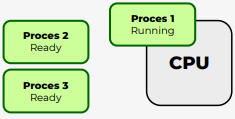 Proces 1
Running
Proces 2
Ready
Proces 3
Ready
CPU